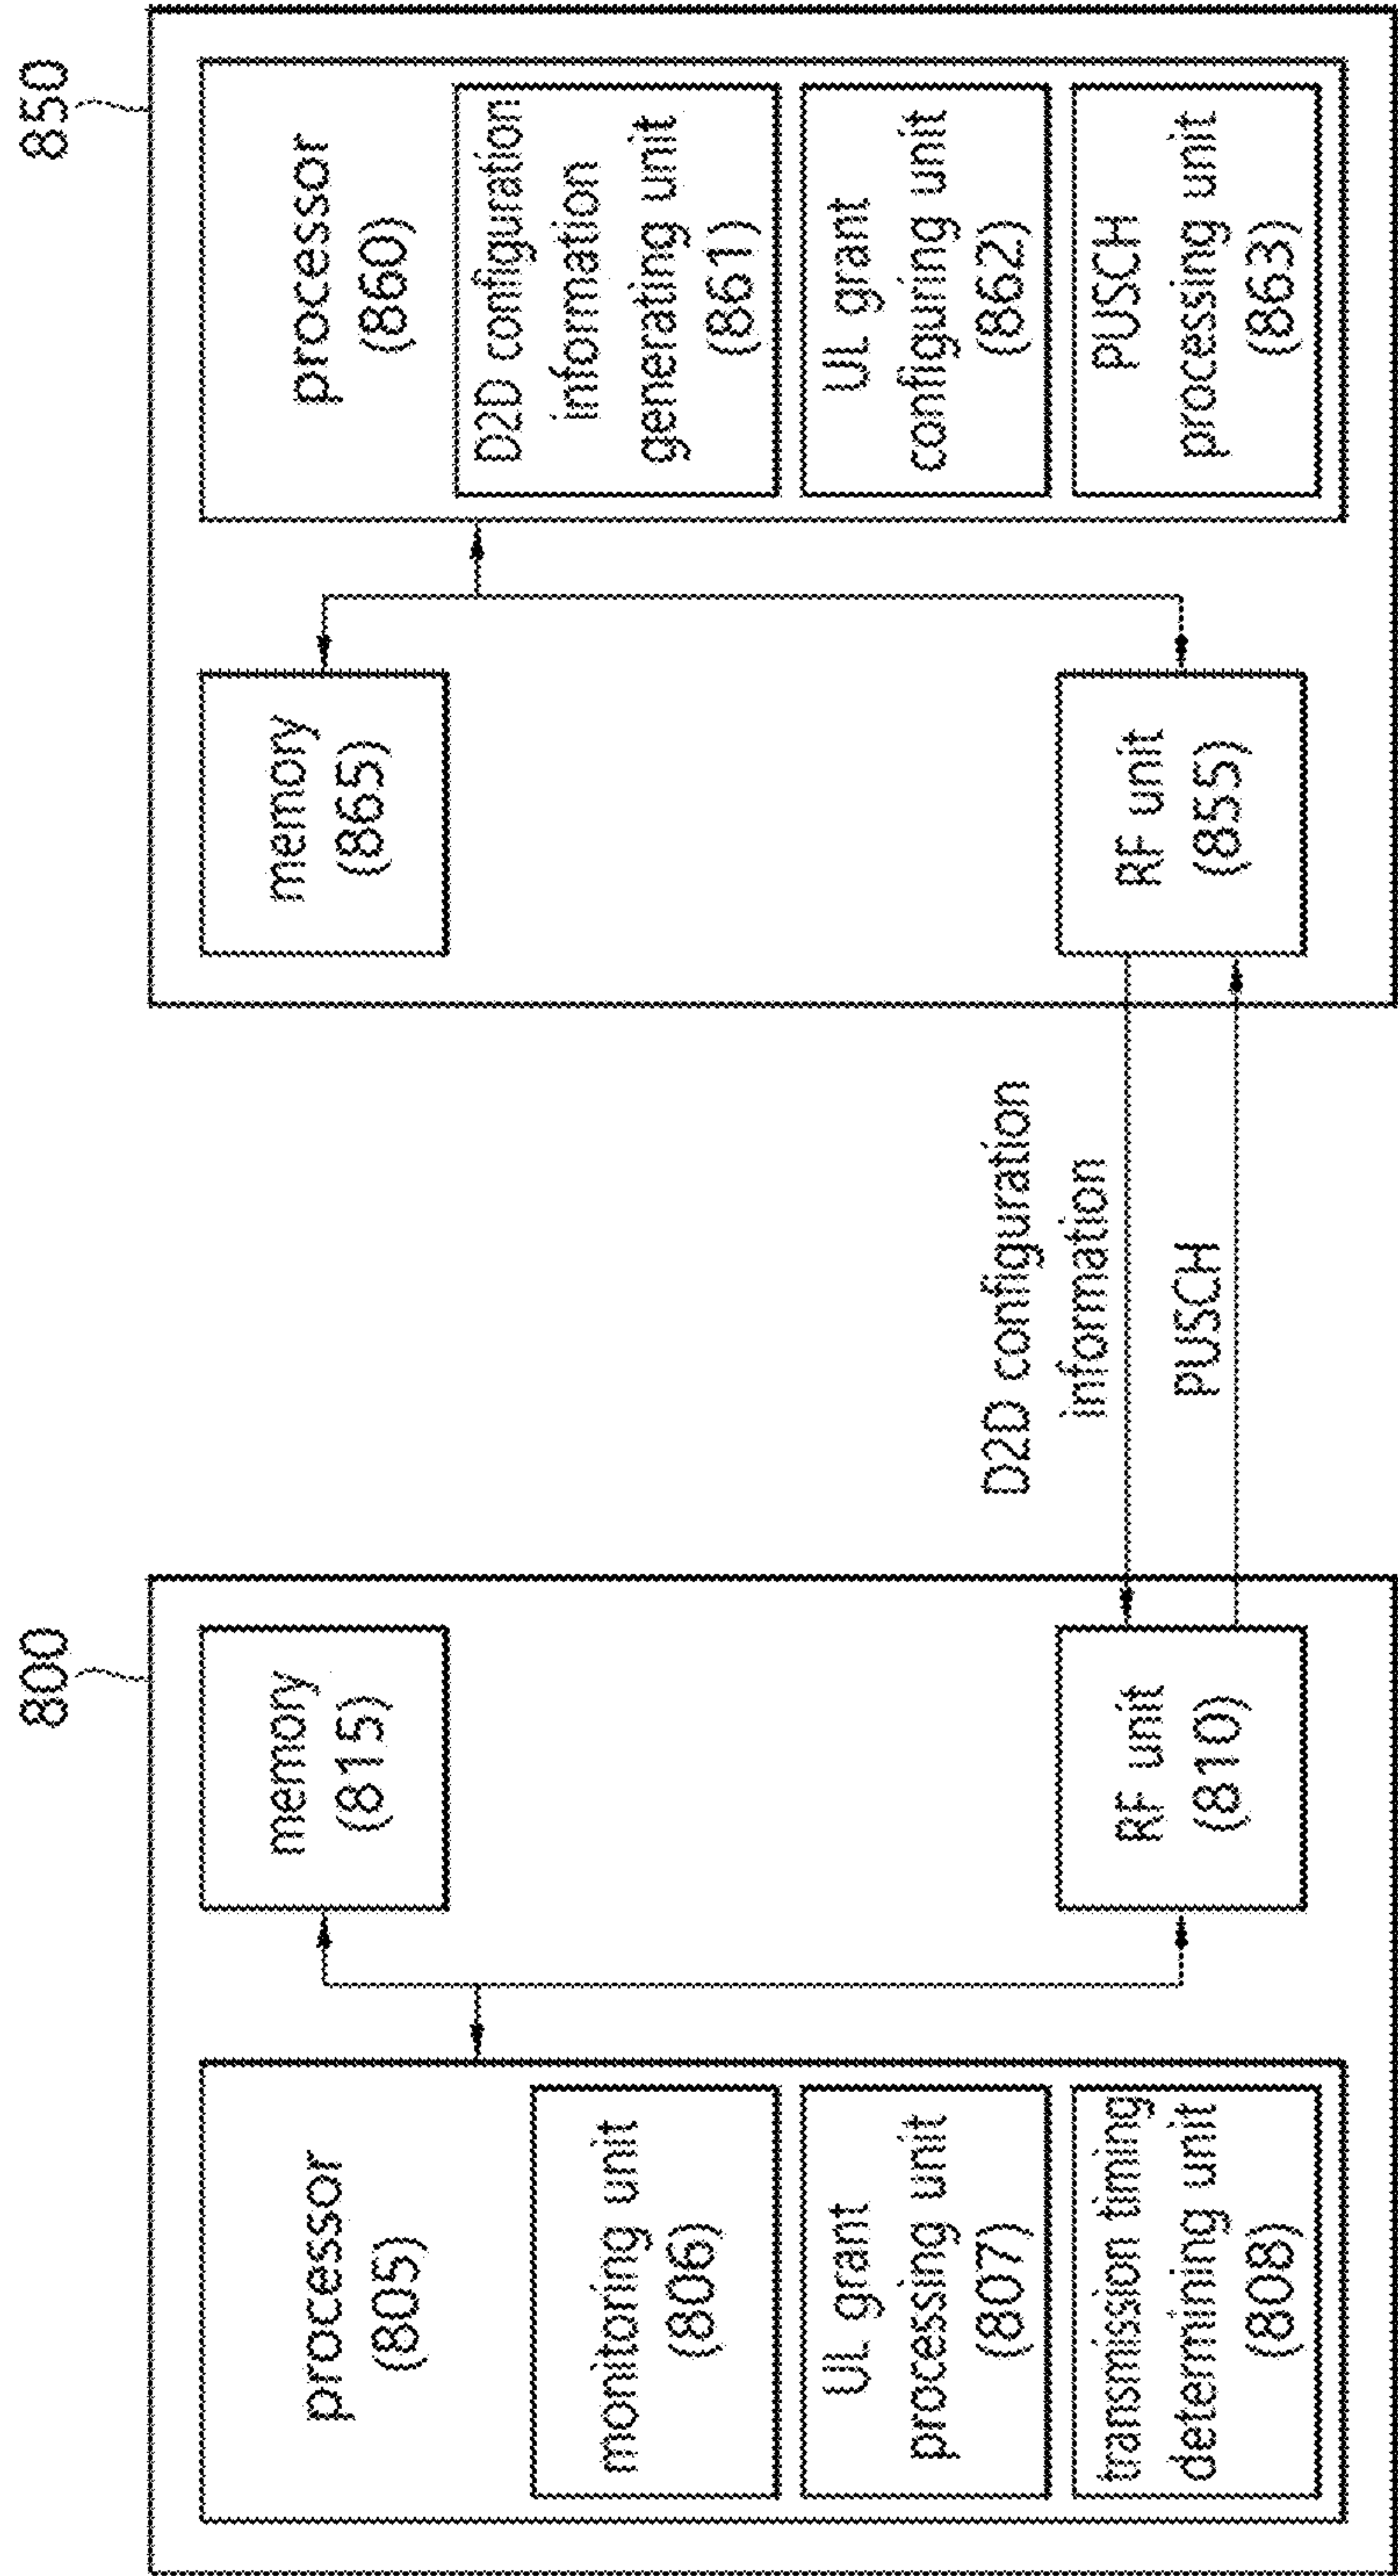 800
processor
(805)
monitoring unit
(806)
UL grant
processing unit
(807)
transmission timing
determining unit
(808)
memory
(815)
RF unit
(810)
D2D configuration
information
PUSCH
850
memory
(865)
RF unit
(855)
processor
(860)
D2D configuration
information
generating unit
(861)
UL grant
configuring unit
(862)
PUSCH
processing unit
(863)